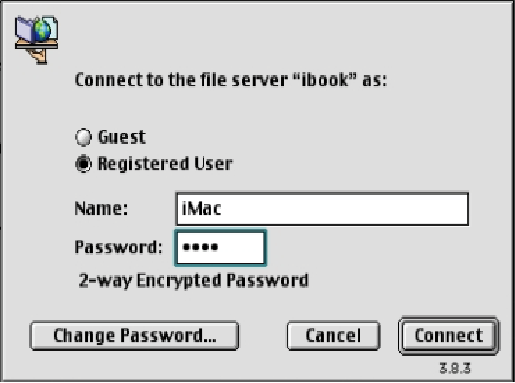 Connect to the file server “ibook” as:
Guest
Registered User
Name: iMac
Password: ••••
2-way Encrypted Password
Change Password... Cancel Connect
3.8.3